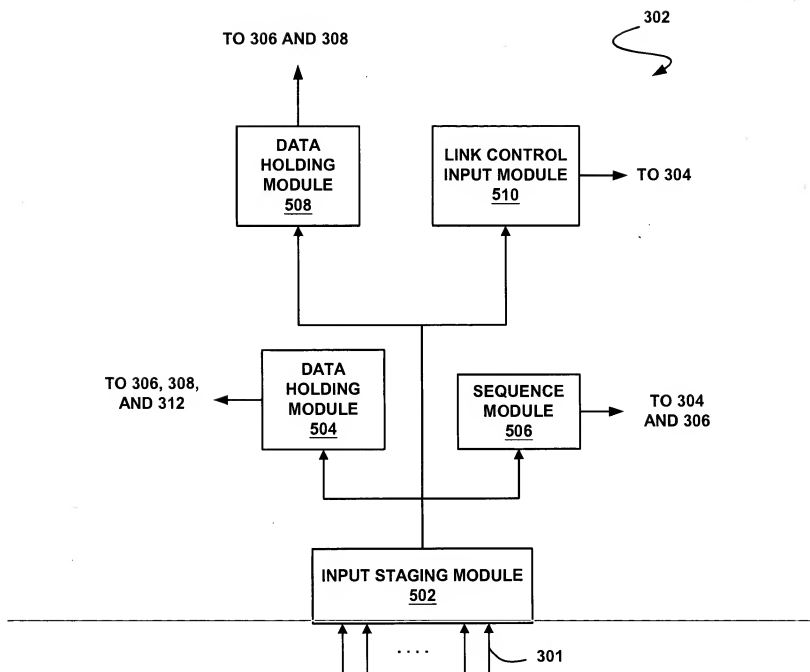 302
TO 306 AND 308
DATA
HOLDING
MODULE
508
LINK CONTROL
INPUT MODULE
510
TO 304
TO 306, 308,
AND 312
DATA
HOLDING
MODULE
504
SEQUENCE
MODULE
506
TO 304
AND 306
INPUT STAGING MODULE
502
....
301